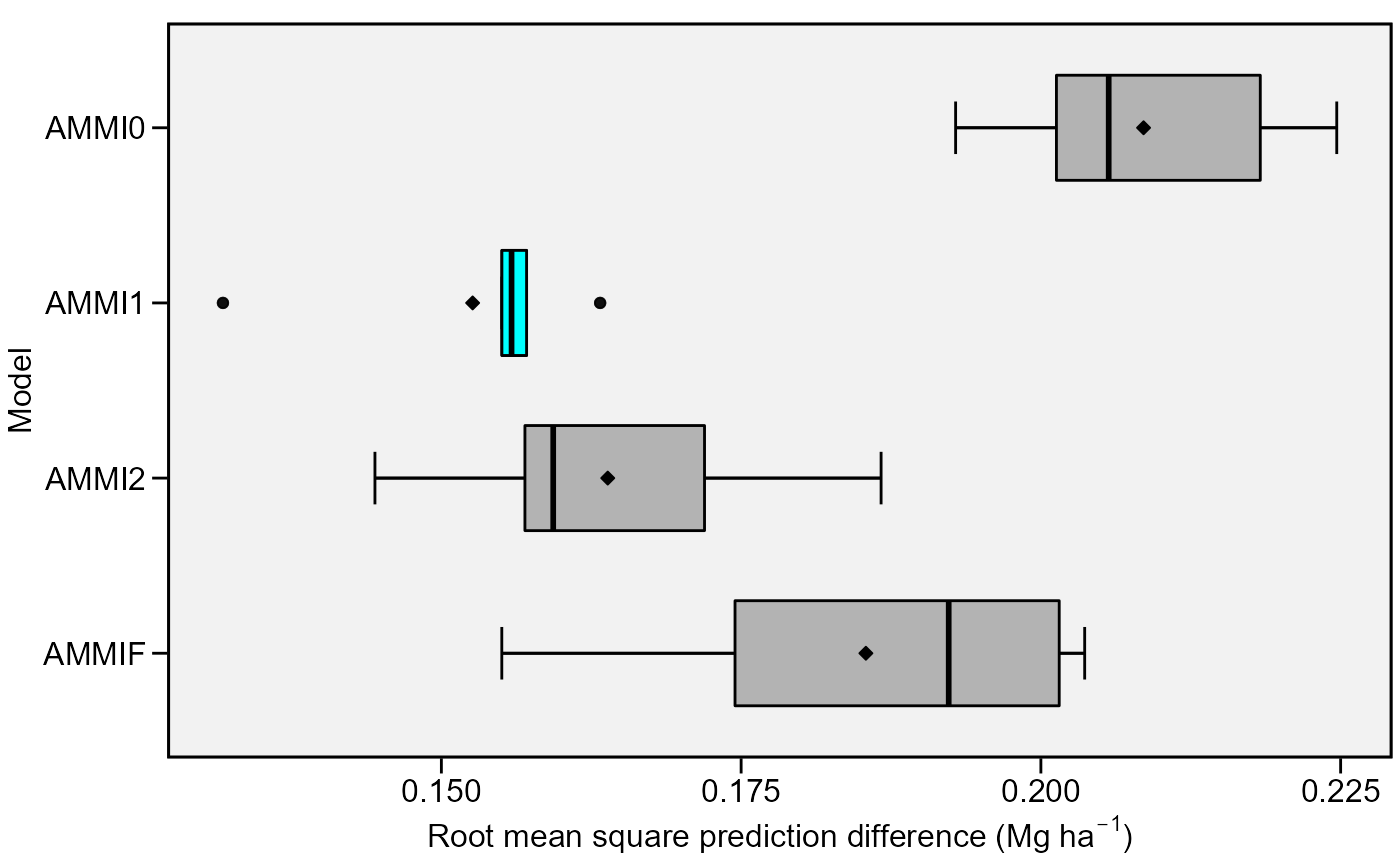 AMMI0
AMMI1
AMMI2
AMMIF
Model
0.150 0.175 0.200 0.225
Root mean square prediction difference (Mg ha⁻¹)